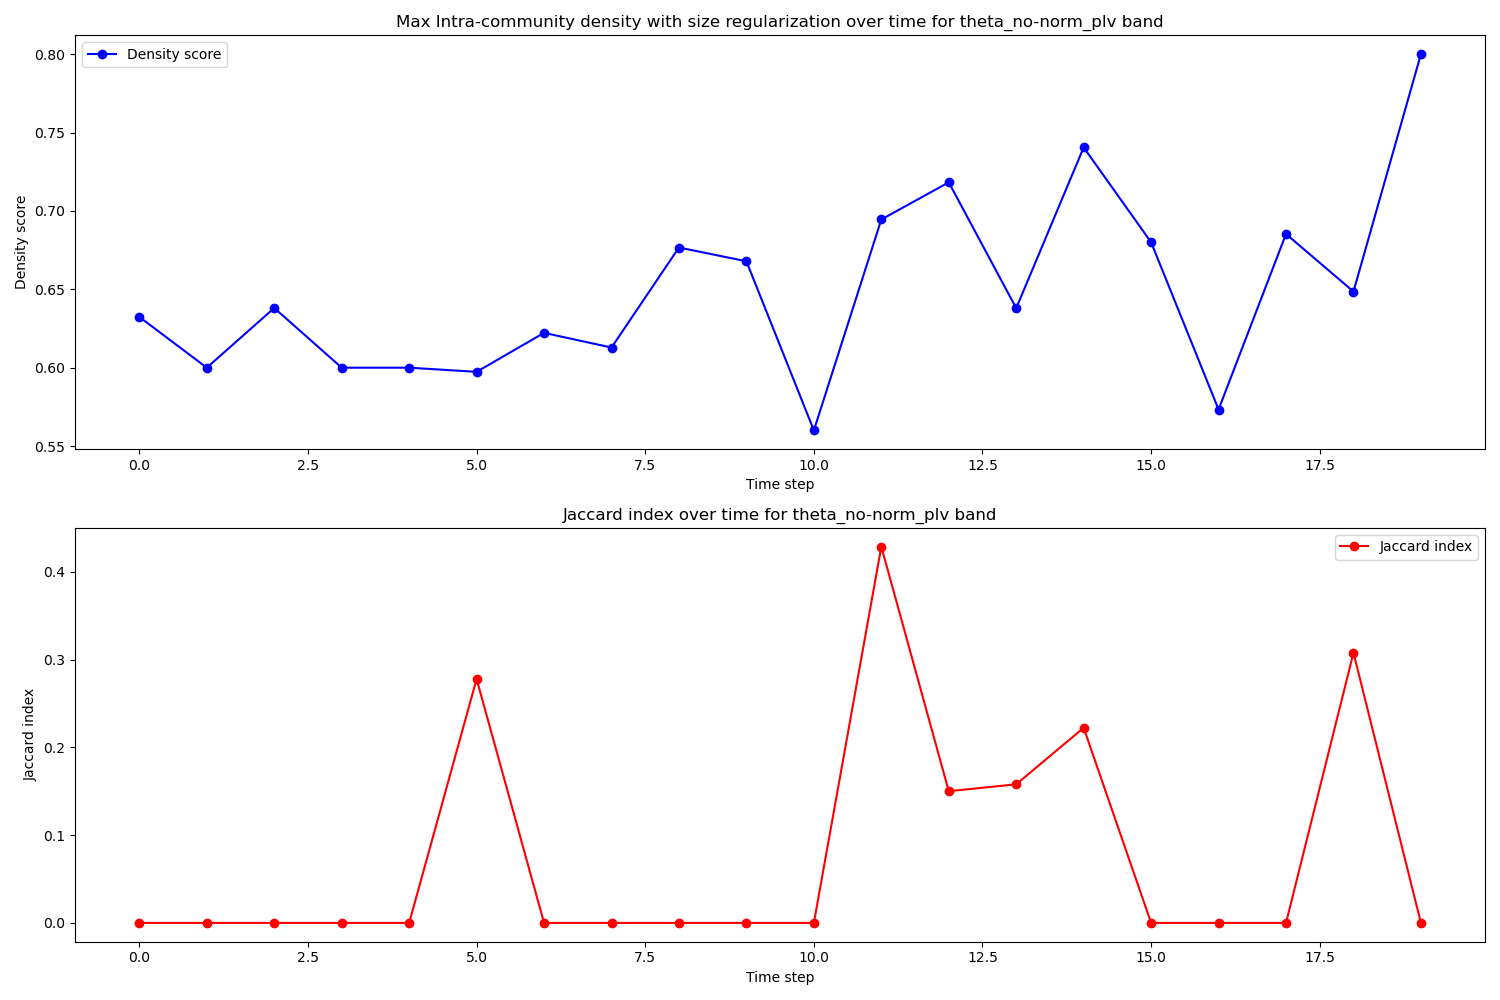 Max Intra-community density with size regularization over time for theta_no-norm_plv band
Density score
0.80
0.75
0.70
0.65
0.60
0.55
Density score
0.0 2.5 5.0 7.5 10.0 12.5 15.0 17.5
Time step
Jaccard index over time for theta_no-norm_plv band
Jaccard index
0.4
0.3
0.2
0.1
0.0
Jaccard index
0.0 2.5 5.0 7.5 10.0 12.5 15.0 17.5
Time step